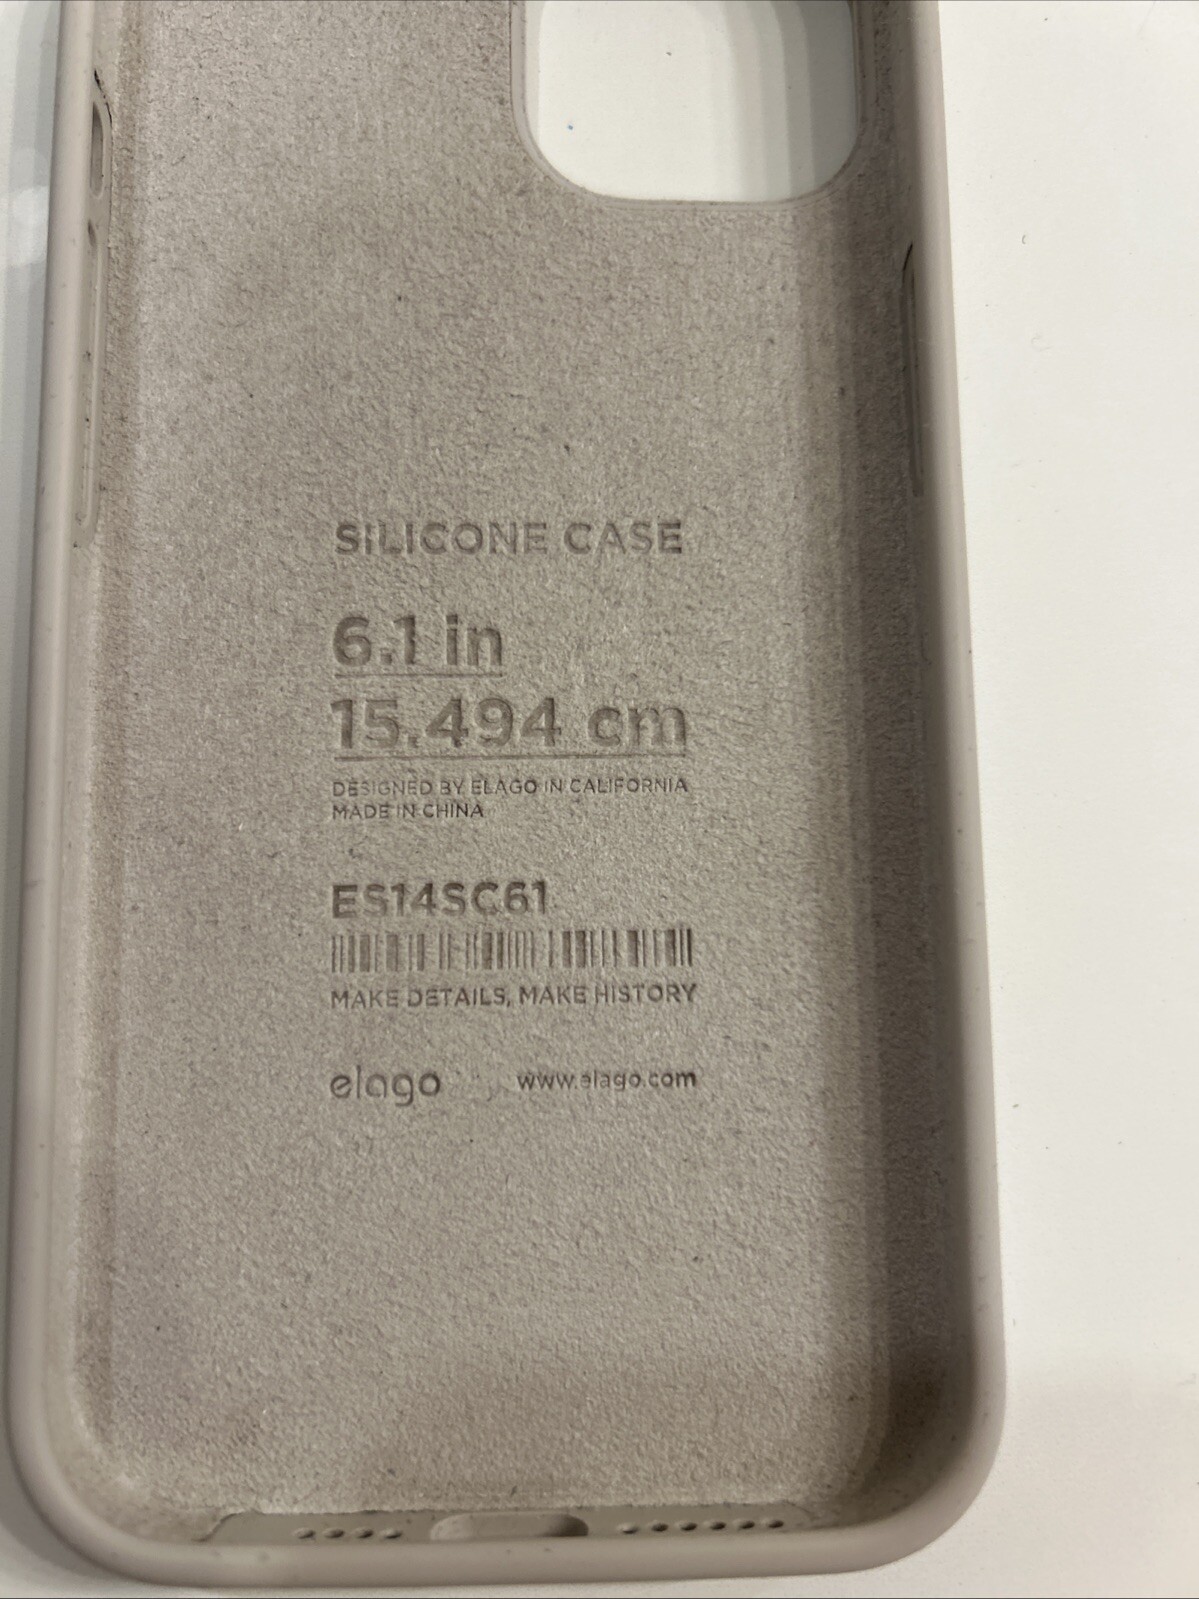 SILICONE CASE
6.1 in
15.494 cm
DESIGNED BY ELAGO IN CALIFORNIA
MADE IN CHINA
ES14SC61
MAKE DETAILS, MAKE HISTORY
elago www.elago.com